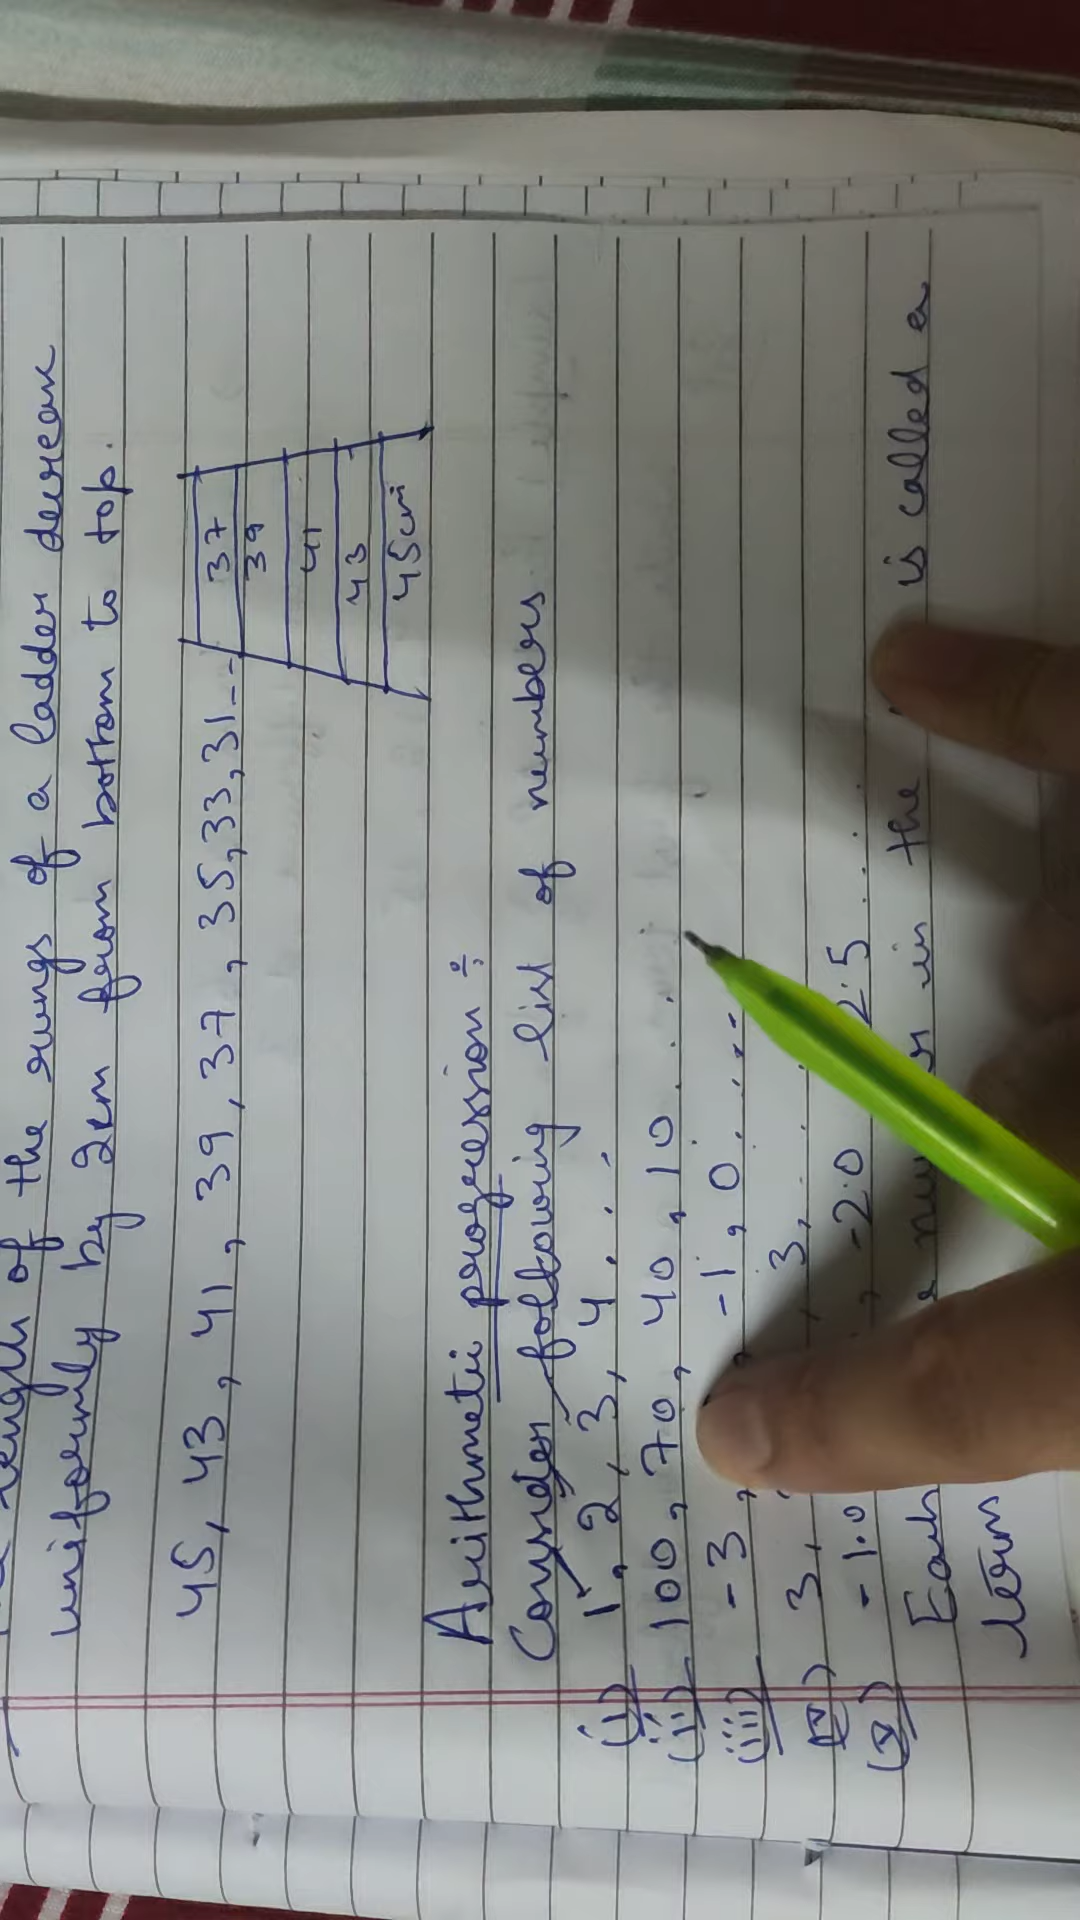 length of the rungs of a ladder decrease
uniformly by 2cm from bottom to top.
45, 43, 41, 39, 37, 35, 33, 31--
37
39
41
43
45cm
Arithmetic progression ÷
Consider following list of numbers
(i) 1, 2, 3, 4 . . .
(ii) 100, 70, 40, 10 . . .
(iii) -3, -1, 0 . . . --
(iv) 3, 3, . . .
(v) -1.0 -2.0 2.5 . . .
Each in the is called a
term